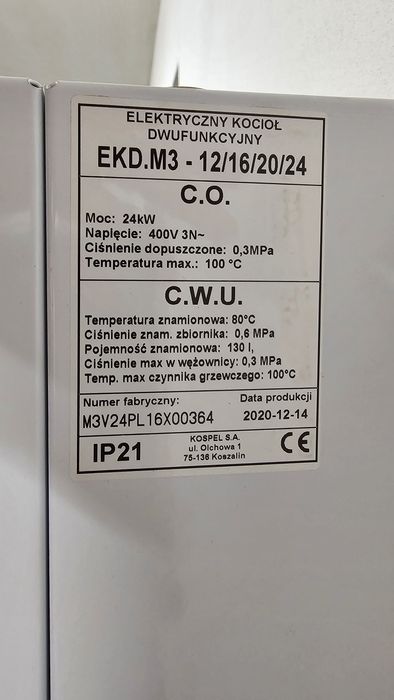 ELEKTRYCZNY KOCIOŁ
DWUFUNKCYJNY
EKD.M3 - 12/16/20/24
C.O.
Moc: 24kW
Napięcie: 400V 3N~
Ciśnienie dopuszczone: 0,3MPa
Temperatura max.: 100 °C
C.W.U.
Temperatura znamionowa: 80°C
Ciśnienie znam. zbiornika: 0,6 MPa
Pojemność znamionowa: 130 l,
Ciśnienie max w wężownicy: 0,3 MPa
Temp. max czynnika grzewczego: 100°C
Numer fabryczny: Data produkcji
M3V24PL16X00364 2020-12-14
IP21
KOSPEL S.A.
ul. Olchowa 1
75-136 Koszalin
CE